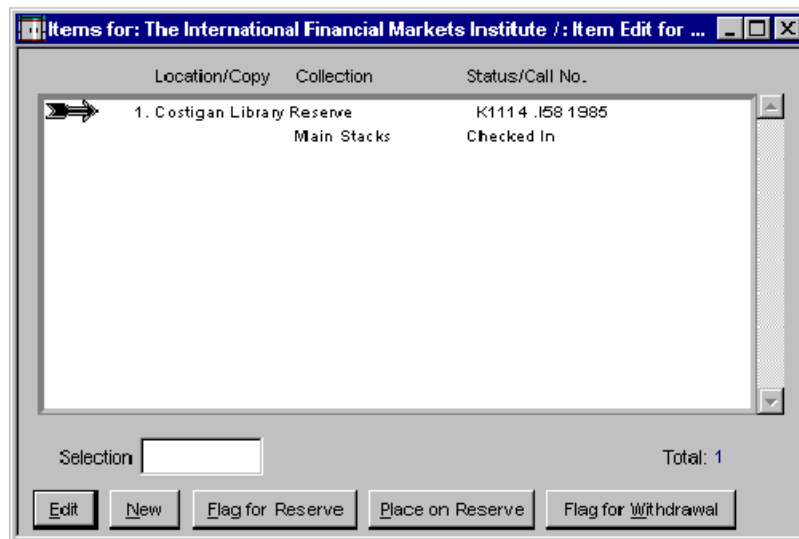 Items for: The International Financial Markets Institute /: Item Edit for ...
Location/Copy Collection Status/Call No.
1. Costigan Library Reserve K1114 .I58 1985
Main Stacks Checked In
Selection Total: 1
Edit New Flag for Reserve Place on Reserve Flag for Withdrawal